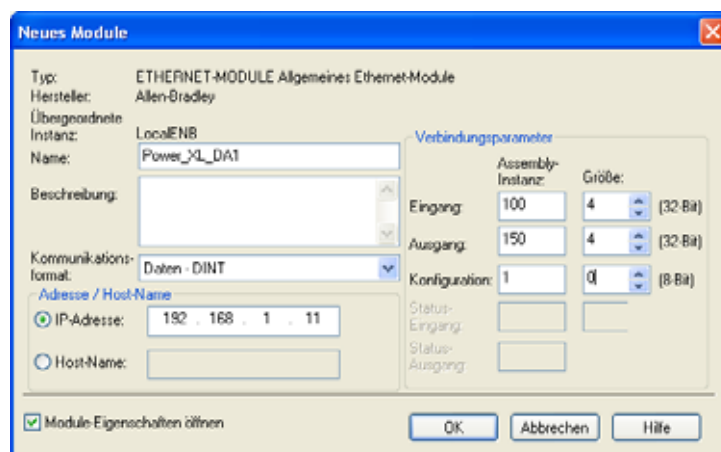 Neues Module
Typ: ETHERNET-MODULE Allgemeines Ethernet-Module
Hersteller: Allen-Bradley
Übergeordnete
Instanz: LocalENB
Name: Power_XL_DA1
Beschreibung:
Kommunikations-
format: Daten - DINT
Adresse / Host-Name
IP-Adresse: 192 . 168 . 1 . 11
Host-Name:
Verbindungsparameter
Assembly-
Instanz: Größe:
Eingang: 100 4 (32-Bit)
Ausgang: 150 4 (32-Bit)
Konfiguration: 1 0 (8-Bit)
Status-
Eingang:
Status-
Ausgang:
Module-Eigenschaften öffnen
OK Abbrechen Hilfe